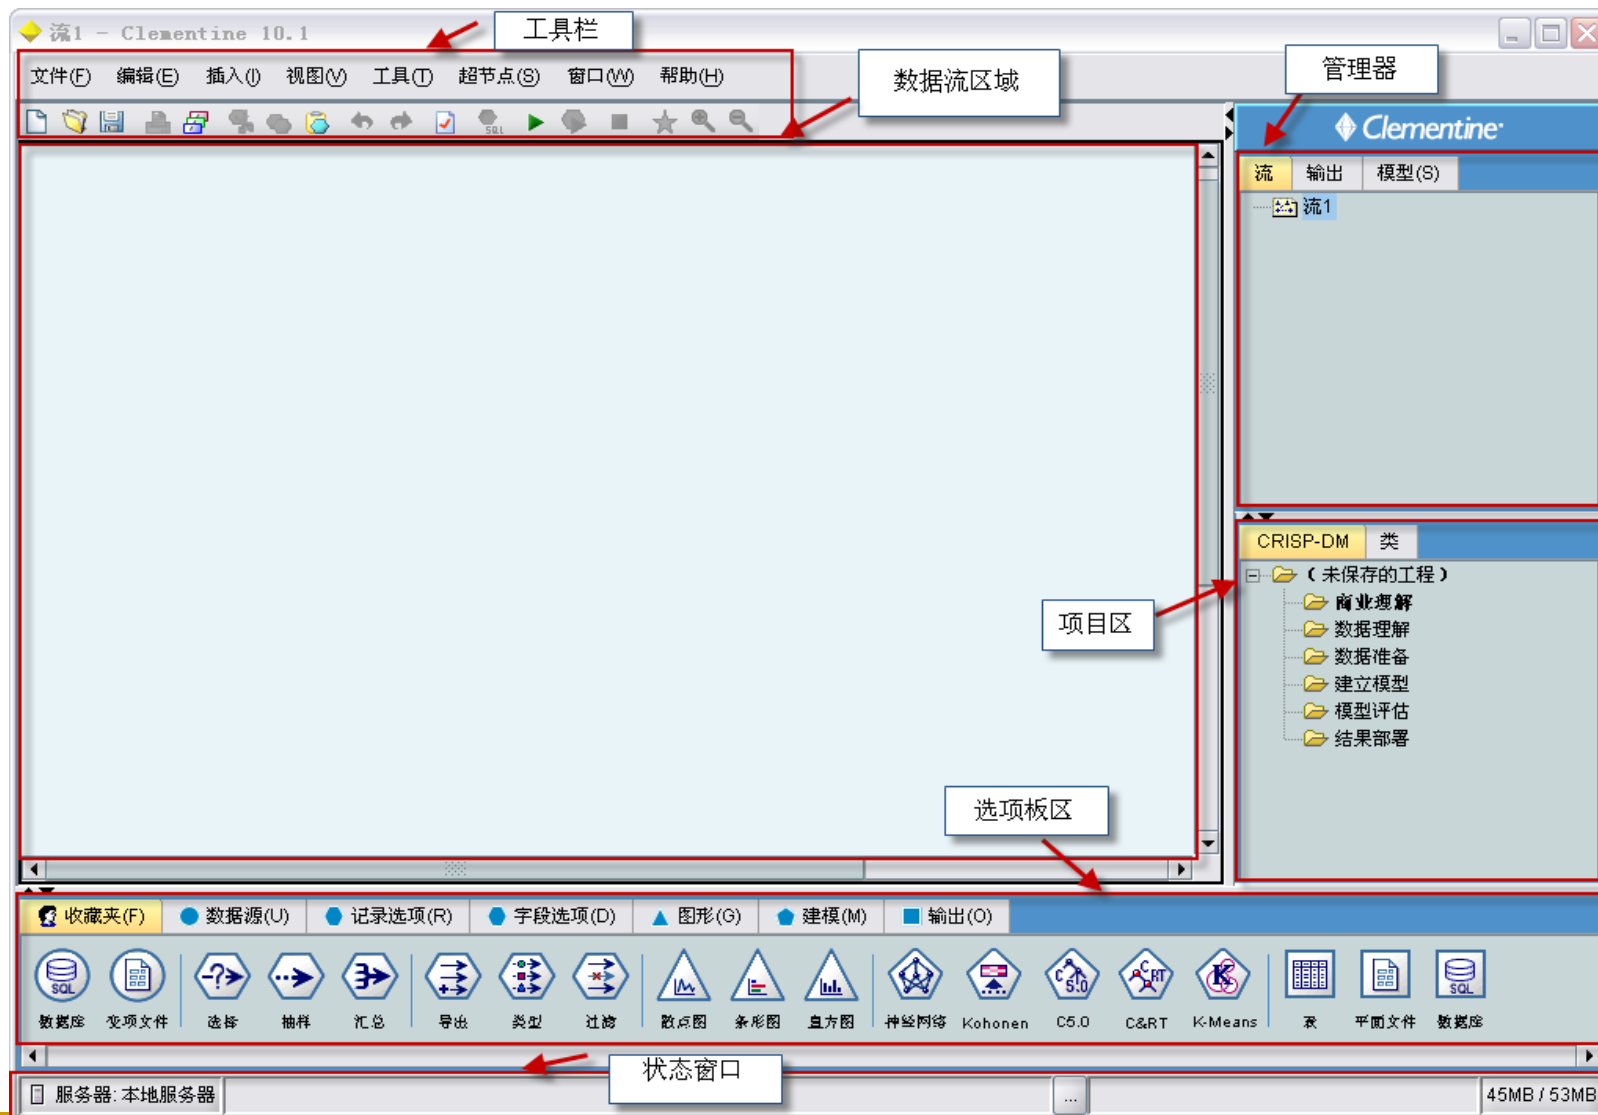 流1 - Clementine 10.1
工具栏
文件(F) 编辑(E) 插入(I) 视图(V) 工具(T) 超节点(S) 窗口(W) 帮助(H)
数据流区域
管理器
SQL
Clementine
流 输出 模型(S)
流1
CRISP-DM 类
(未保存的工程)
商业理解
数据理解
数据准备
建立模型
模型评估
结果部署
项目区
选项板区
收藏夹(F) 数据源(U) 记录选项(R) 字段选项(D) 图形(G) 建模(M) 输出(O)
SQL C5.0 C RT K SQL
数据库 变项文件 选择 抽样 汇总 导出 类型 过滤 散点图 条形图 直方图 神经网络 Kohonen C5.0 C&RT K-Means 表 平面文件 数据库
状态窗口
服务器:本地服务器 ... 45MB / 53MB